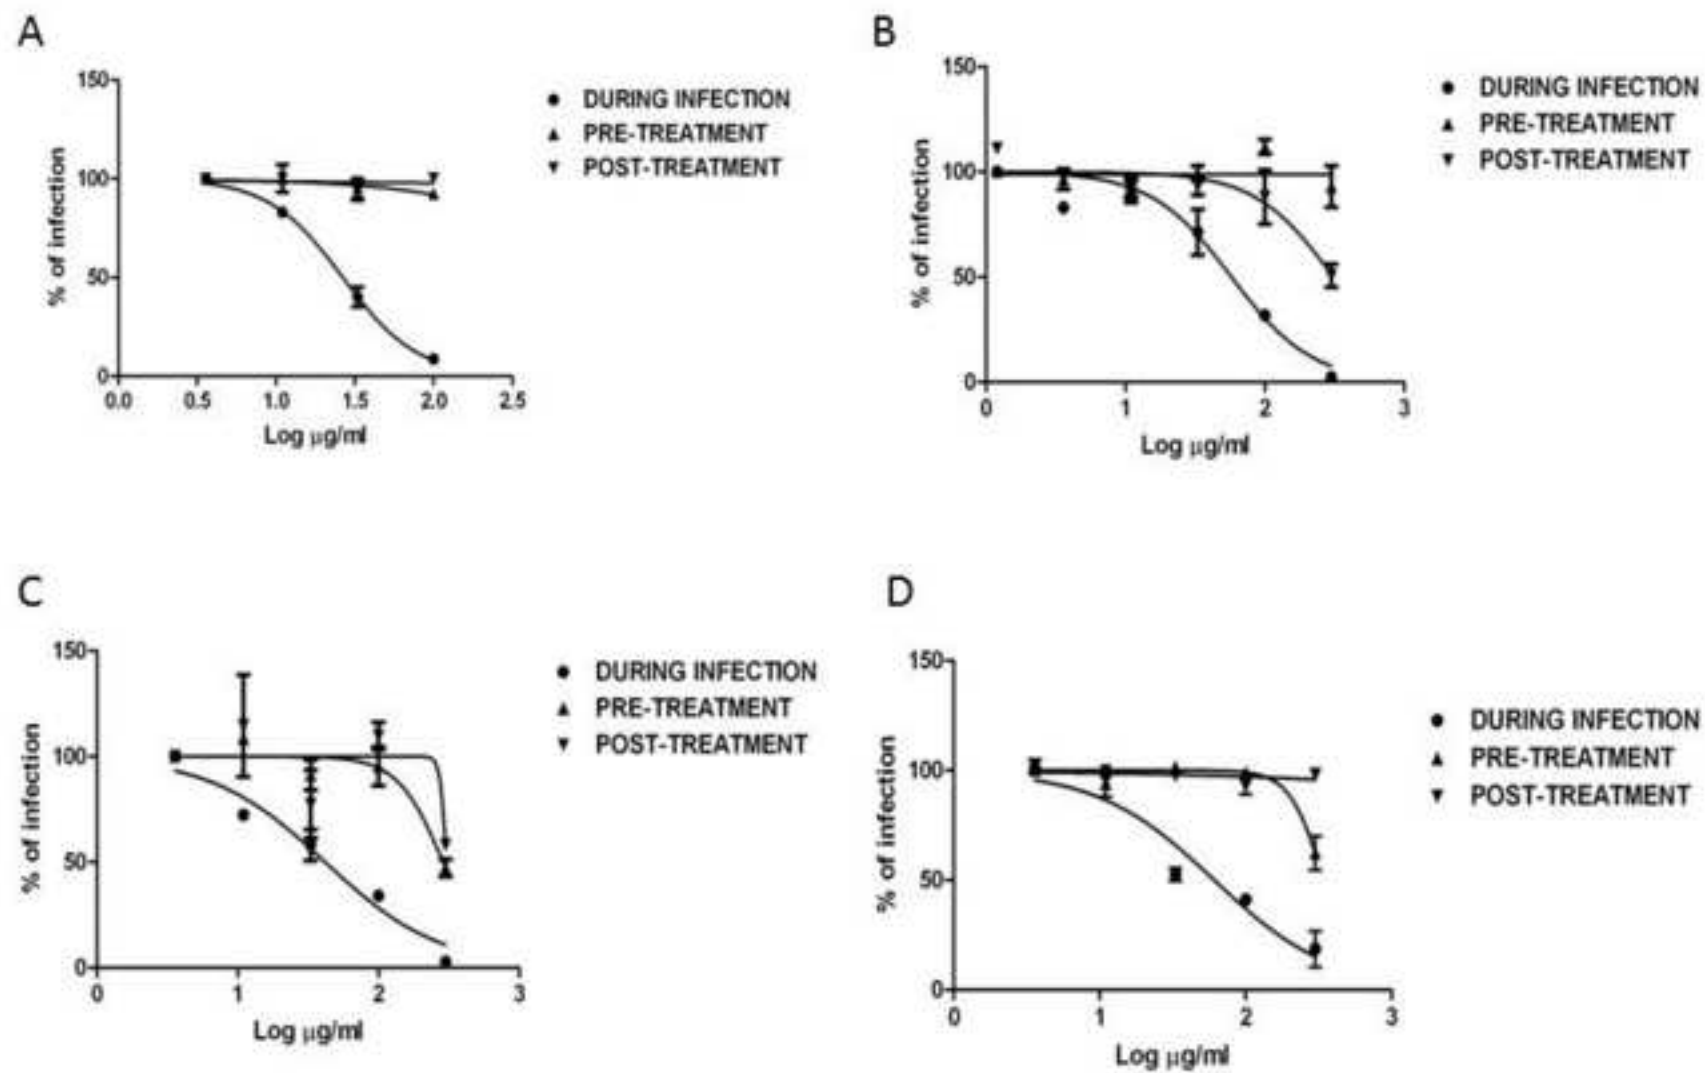 A
150
100
50
0
0.0 0.5 1.0 1.5 2.0 2.5
% of infection
Log µg/ml
DURING INFECTION
PRE-TREATMENT
POST-TREATMENT
B
150
100
50
0
0 1 2 3
% of infection
Log µg/ml
DURING INFECTION
PRE-TREATMENT
POST-TREATMENT
C
150
100
50
0
0 1 2 3
% of infection
Log µg/ml
DURING INFECTION
PRE-TREATMENT
POST-TREATMENT
D
150
100
50
0
0 1 2 3
% of infection
Log µg/ml
DURING INFECTION
PRE-TREATMENT
POST-TREATMENT